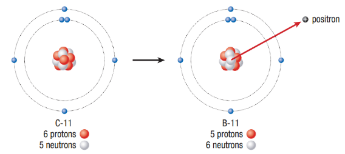 positron
C-11
6 protons
5 neutrons
B-11
5 protons
6 neutrons